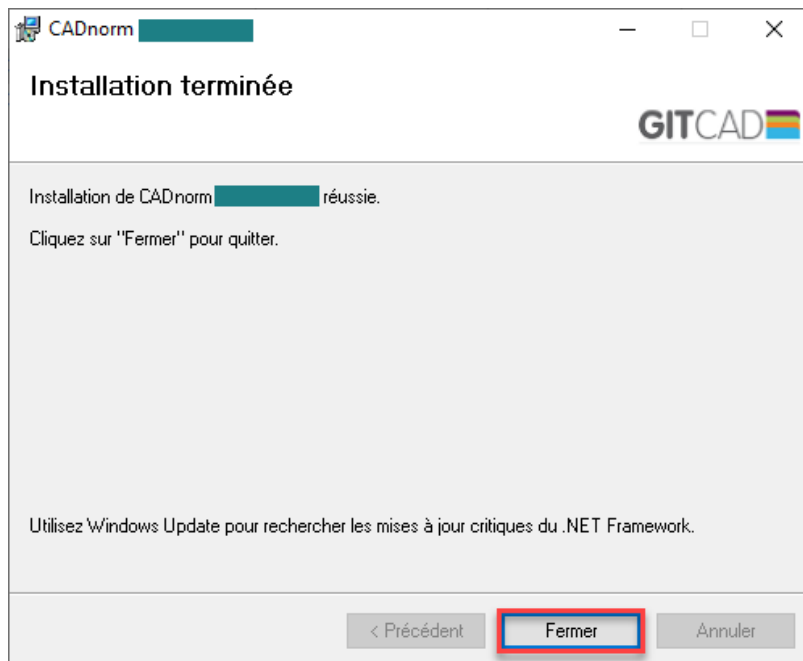 CADnorm
Installation terminée
GITCAD
Installation de CADnorm réussie.
Cliquez sur "Fermer" pour quitter.
Utilisez Windows Update pour rechercher les mises à jour critiques du .NET Framework.
< Précédent Fermer Annuler